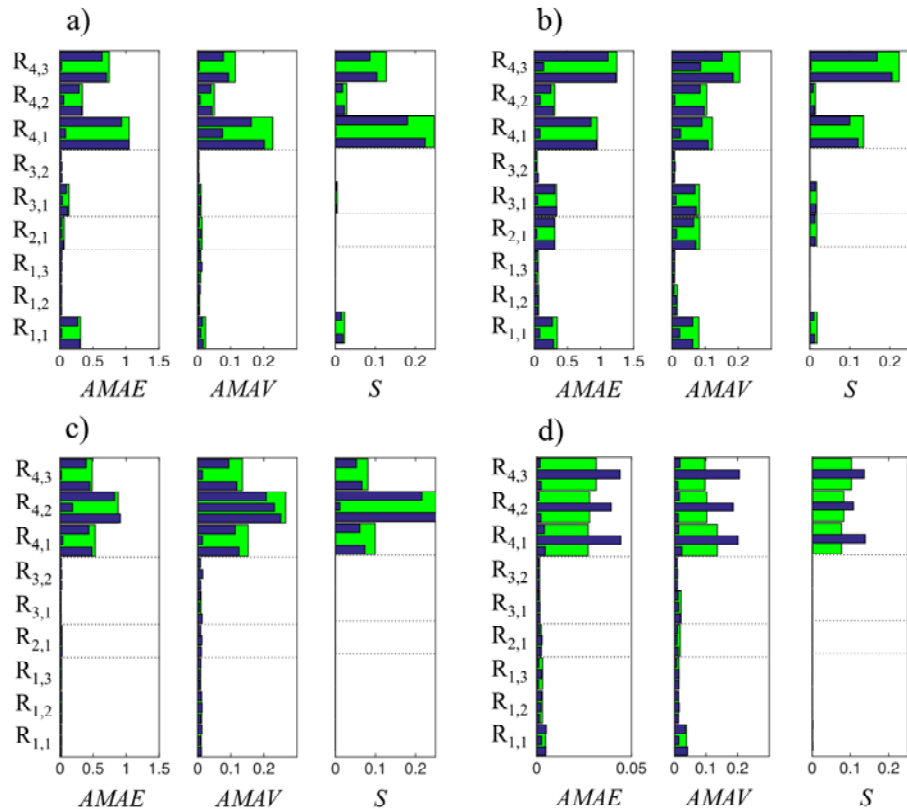 a)
R4,3
R4,2
R4,1
R3,2
R3,1
R2,1
R1,3
R1,2
R1,1
0 0.5 1 1.5
0 0.1 0.2
0 0.1 0.2
AMAE AMAV S
b)
R4,3
R4,2
R4,1
R3,2
R3,1
R2,1
R1,3
R1,2
R1,1
0 0.5 1 1.5
0 0.1 0.2
0 0.1 0.2
AMAE AMAV S
c)
R4,3
R4,2
R4,1
R3,2
R3,1
R2,1
R1,3
R1,2
R1,1
0 0.5 1 1.5
0 0.1 0.2
0 0.1 0.2
AMAE AMAV S
d)
R4,3
R4,2
R4,1
R3,2
R3,1
R2,1
R1,3
R1,2
R1,1
0 0.05
0 0.1 0.2
0 0.1 0.2
AMAE AMAV S